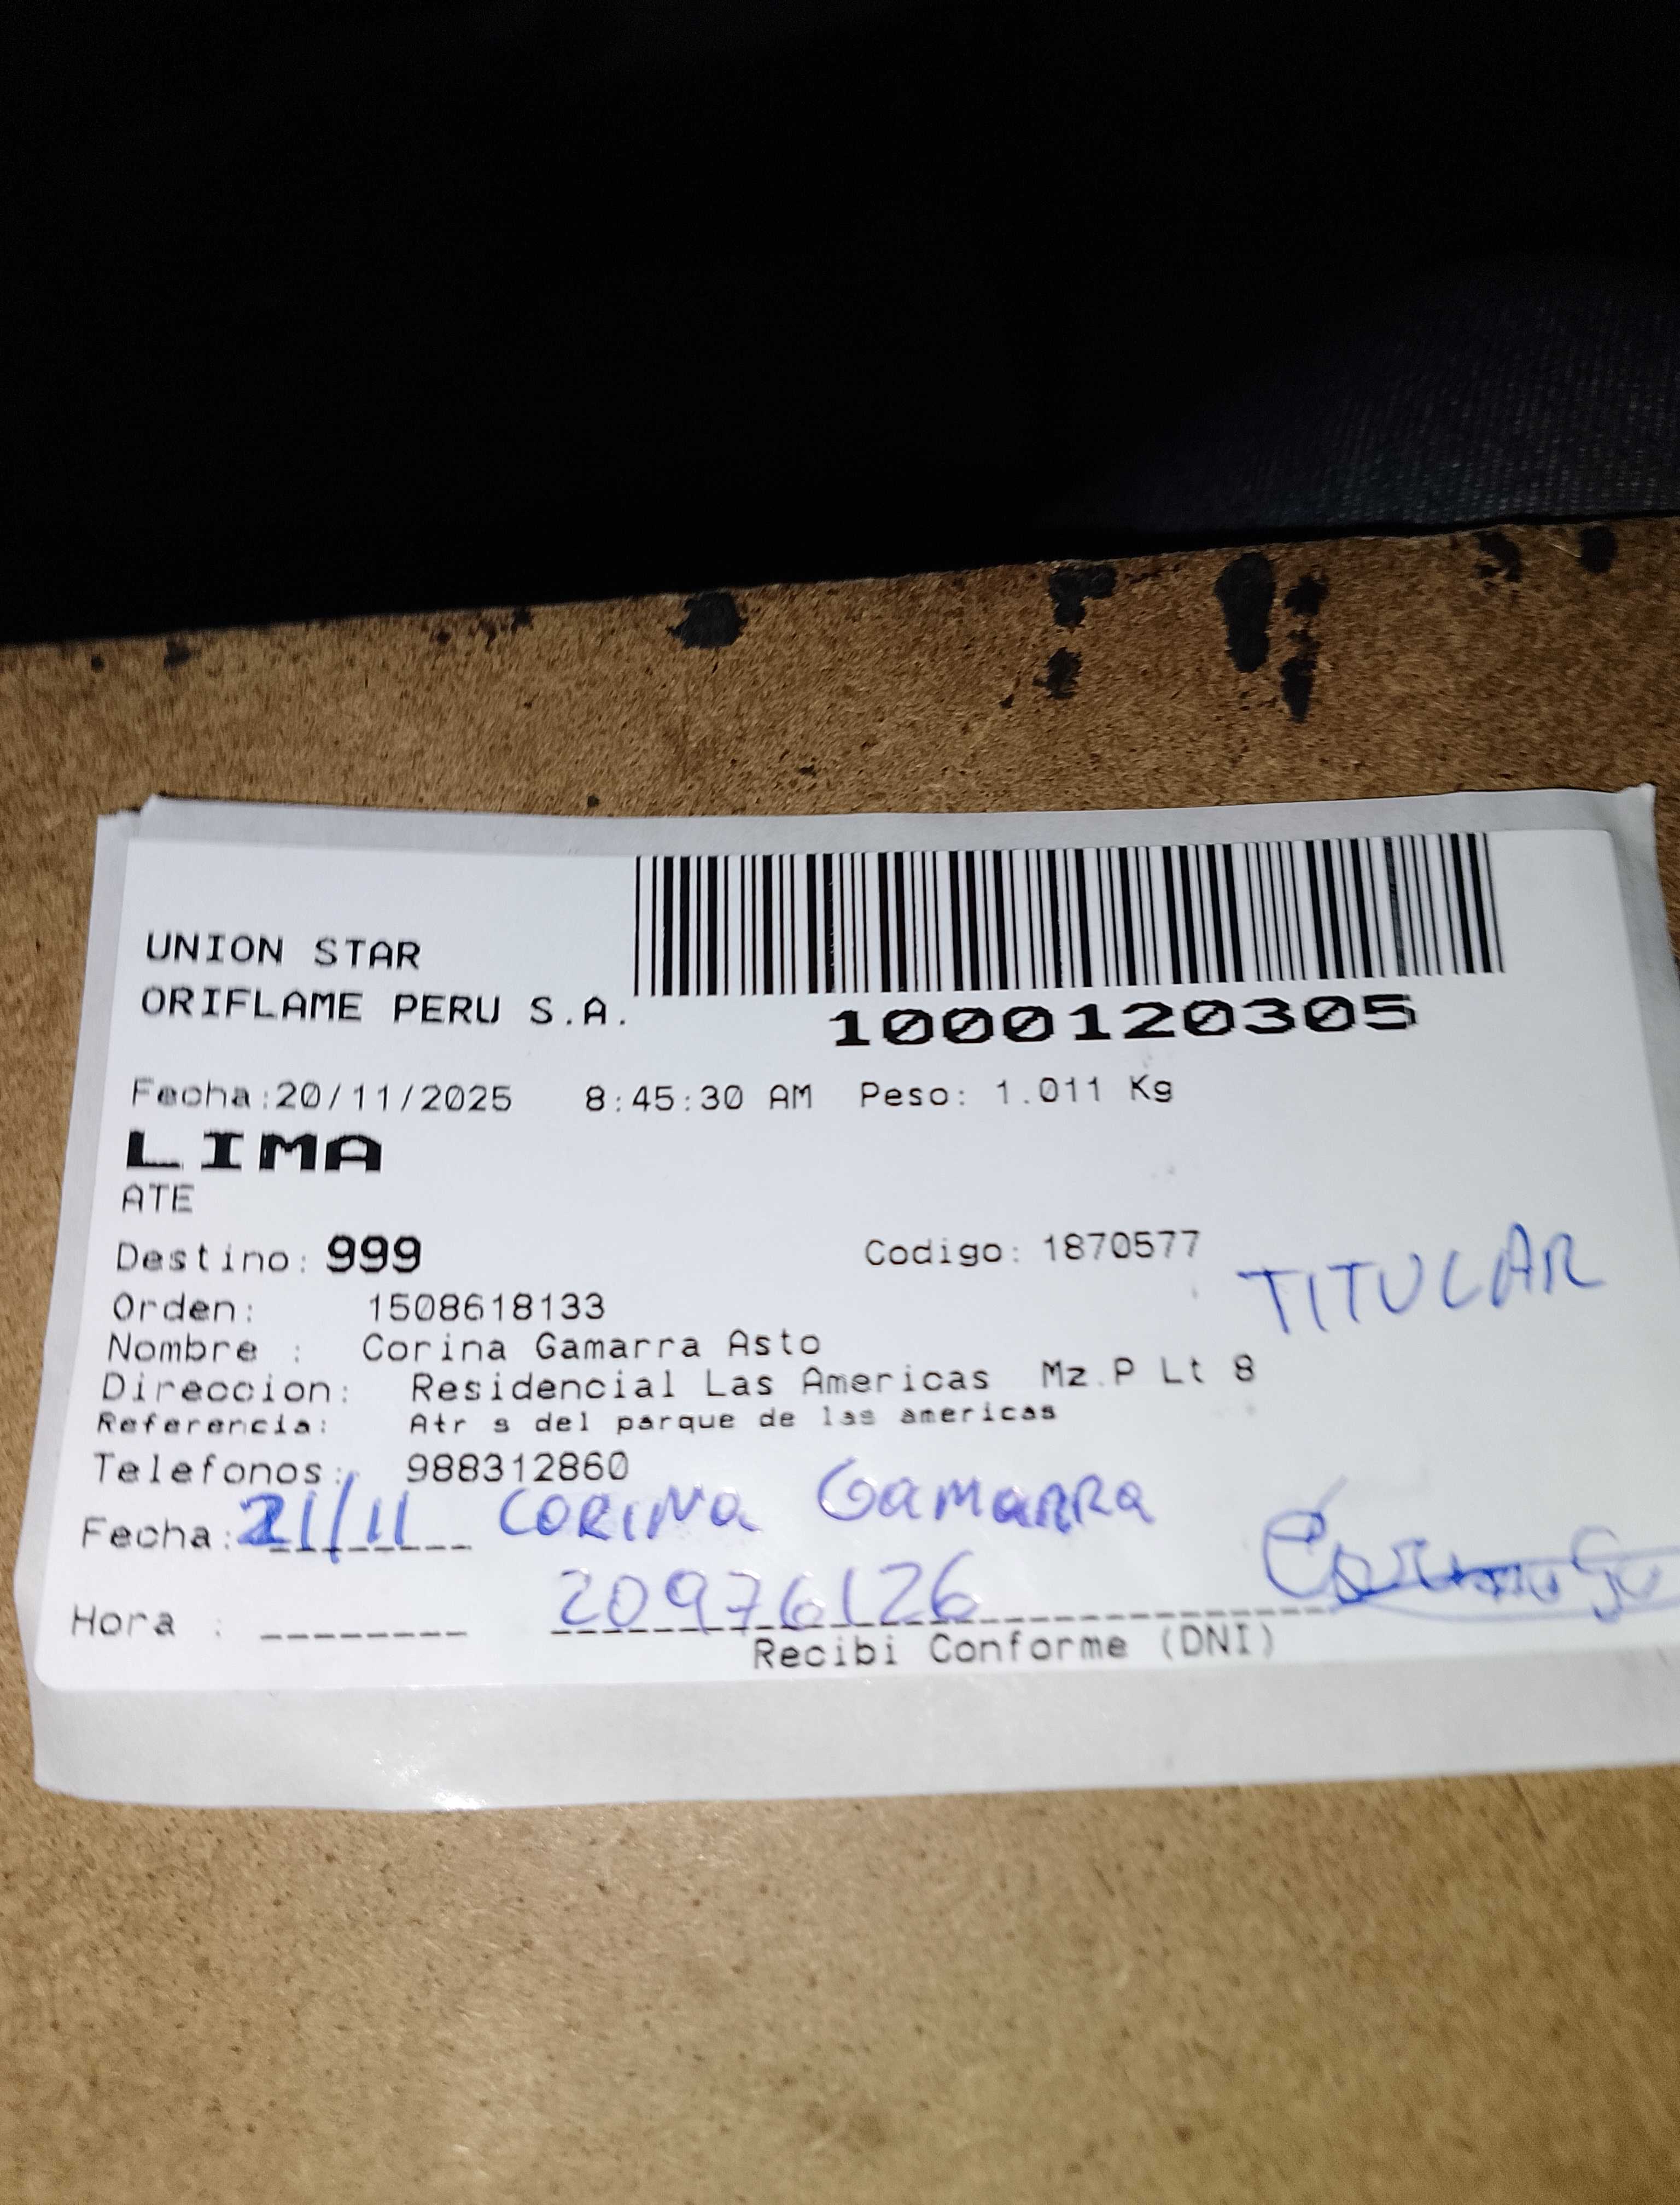 UNION STAR
ORIFLAME PERU S.A.
1000120305
Fecha:20/11/2025 8:45:30 AM Peso: 1.011 Kg
LIMA
ATE
Destino: 999 Codigo: 1870577
TITULAR
Orden: 1508618133
Nombre : Corina Gamarra Asto
Direccion: Residencial Las Americas Mz.P Lt 8
Referencia: Atr s del parque de las americas
Telefonos: 988312860
Fecha: 21/11 CORINA GAMARRA
Hora : 20976126
Recibi Conforme (DNI)